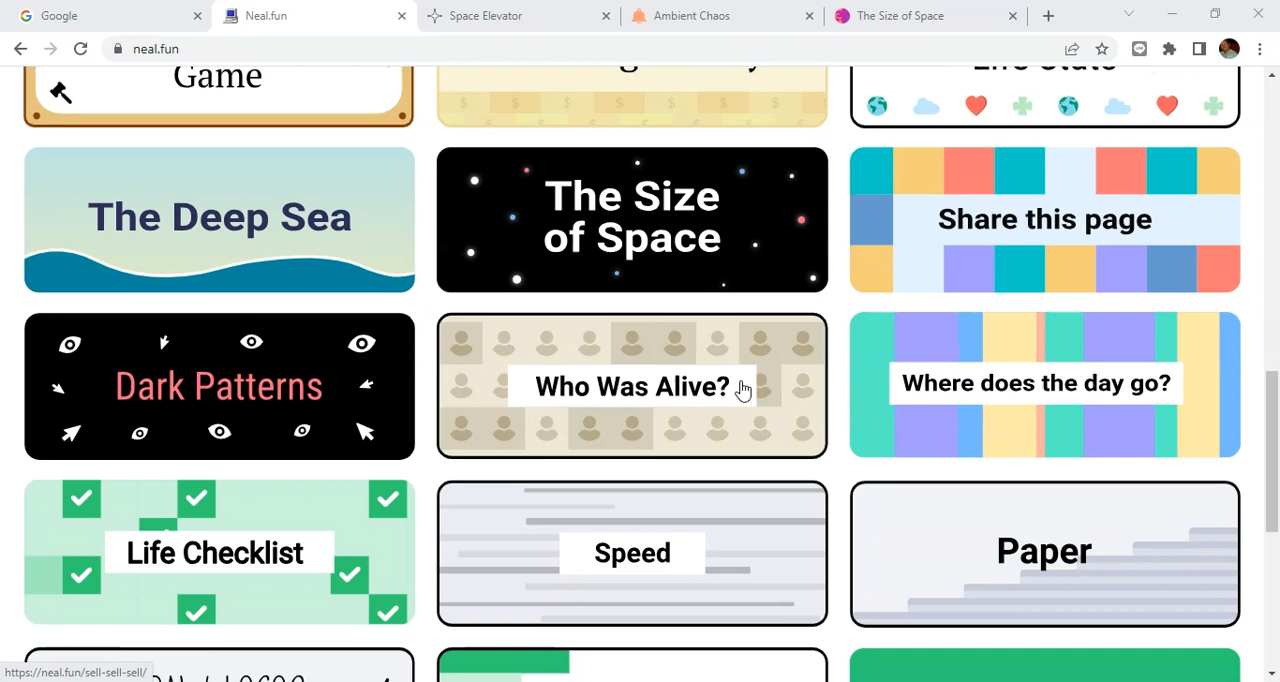 Google
Neal.fun
Space Elevator
Ambient Chaos
The Size of Space
neal.fun
Game
Life Stats
The Deep Sea
The Size
of Space
Share this page
Dark Patterns
Who Was Alive?
Where does the day go?
Life Checklist
Speed
Paper
https://neal.fun/sell-sell-sell/